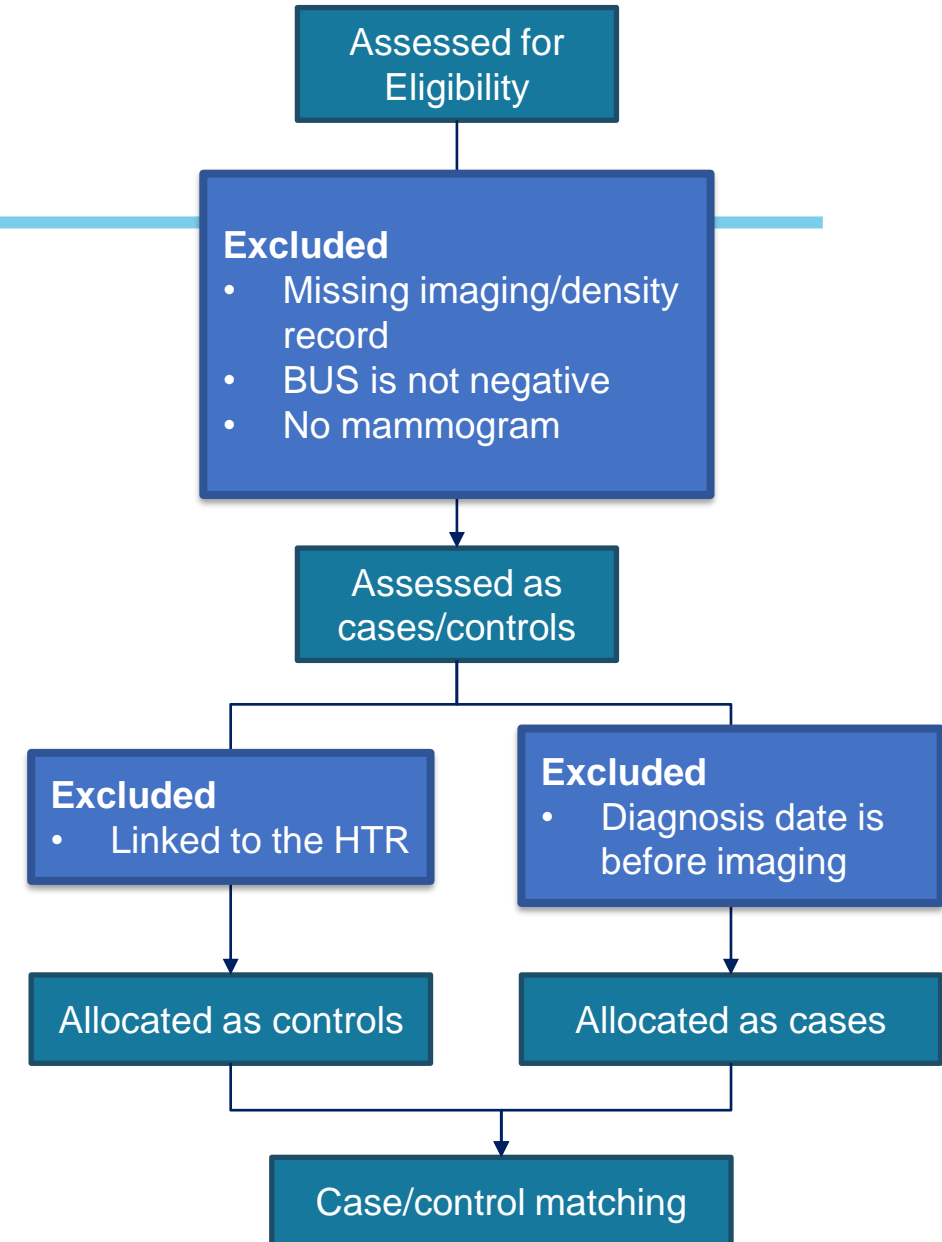 Assessed for
Eligibility
Excluded
• Missing imaging/density
record
• BUS is not negative
• No mammogram
Assessed as
cases/controls
Excluded
• Linked to the HTR
Excluded
• Diagnosis date is
before imaging
Allocated as controls
Allocated as cases
Case/control matching